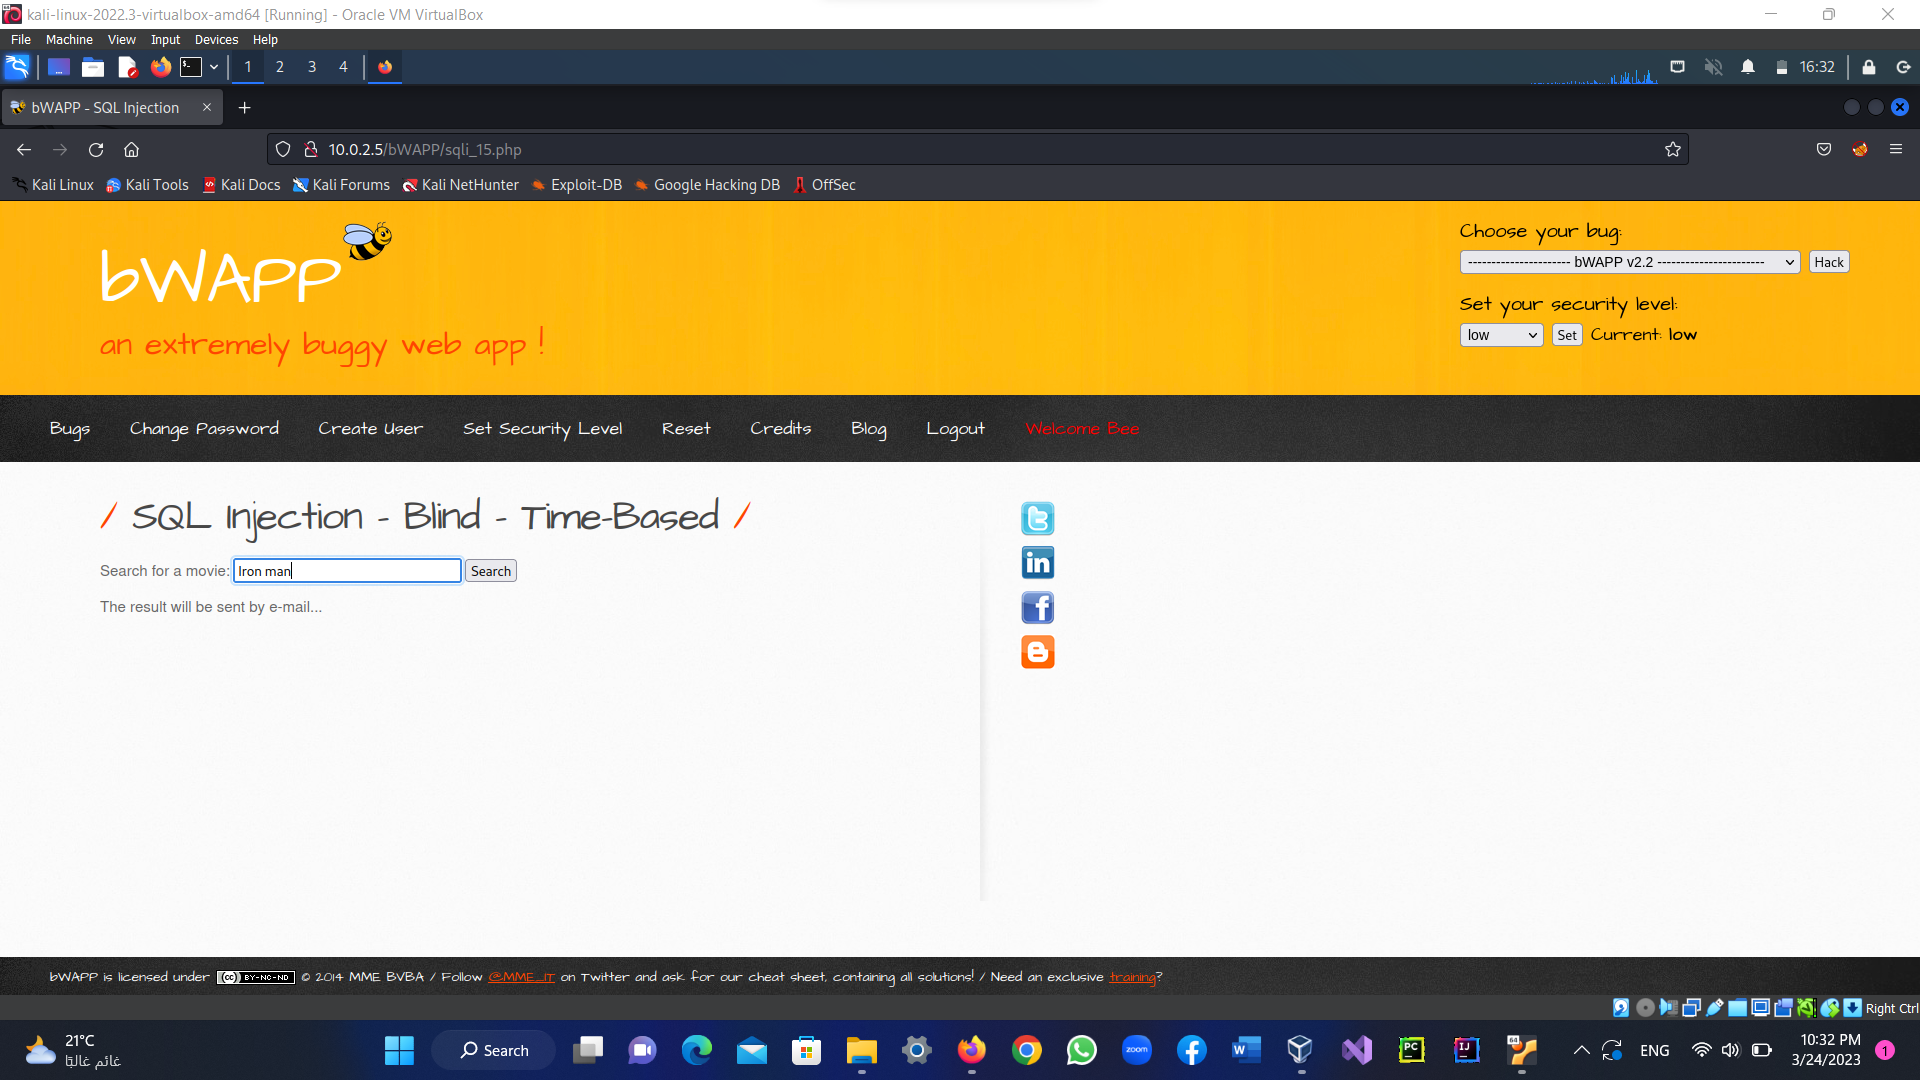 kali-linux-2022.3-virtualbox-amd64 [Running] - Oracle VM VirtualBox
File Machine View Input Devices Help
1 2 3 4 16:32
bWAPP - SQL Injection
10.0.2.5/bWAPP/sqli_15.php
Kali Linux Kali Tools Kali Docs Kali Forums Kali NetHunter Exploit-DB Google Hacking DB OffSec
bWAPP
an extremely buggy web app !
Choose your bug:
---------------------- bWAPP v2.2 ----------------------- Hack
Set your security level:
low Set Current: low
Bugs Change Password Create User Set Security Level Reset Credits Blog Logout Welcome Bee
/ SQL Injection - Blind - Time-Based /
Search for a movie: Iron man Search
The result will be sent by e-mail...
bWAPP is licensed under (cc) BY-NC-ND © 2014 MME BVBA / Follow @MME_IT on Twitter and ask for our cheat sheet, containing all solutions! / Need an exclusive training?
Right Ctrl
21°C
غائم غالبًا
Search
zoom
ENG
10:32 PM
3/24/2023
1